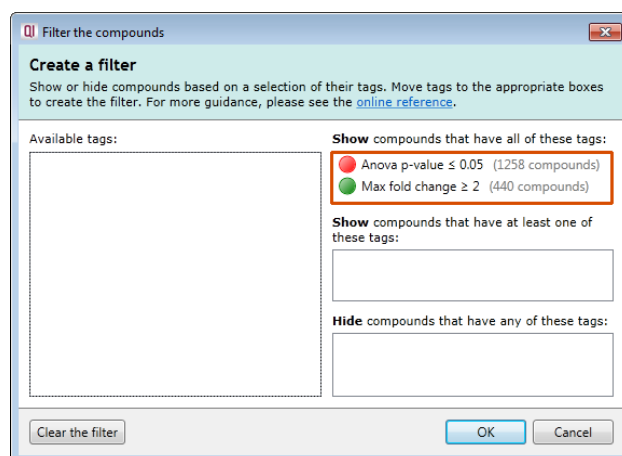 QI Filter the compounds
Create a filter
Show or hide compounds based on a selection of their tags. Move tags to the appropriate boxes
to create the filter. For more guidance, please see the online reference.
Available tags:
Show compounds that have all of these tags:
Anova p-value ≤ 0.05 (1258 compounds)
Max fold change ≥ 2 (440 compounds)
Show compounds that have at least one of
these tags:
Hide compounds that have any of these tags:
Clear the filter
OK
Cancel